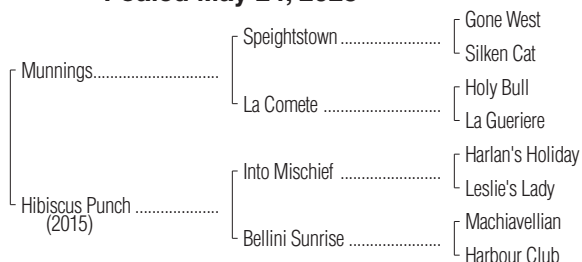 Foaled May 24,
Gone West
Speightstown
Silken Cat
Munnings
Holy Bull
La Comete
La Gueriere
Harlan's Holiday
Into Mischief
Leslie's Lady
Hibiscus Punch
(2015)
Machiavellian
Bellini Sunrise
Harbour Club